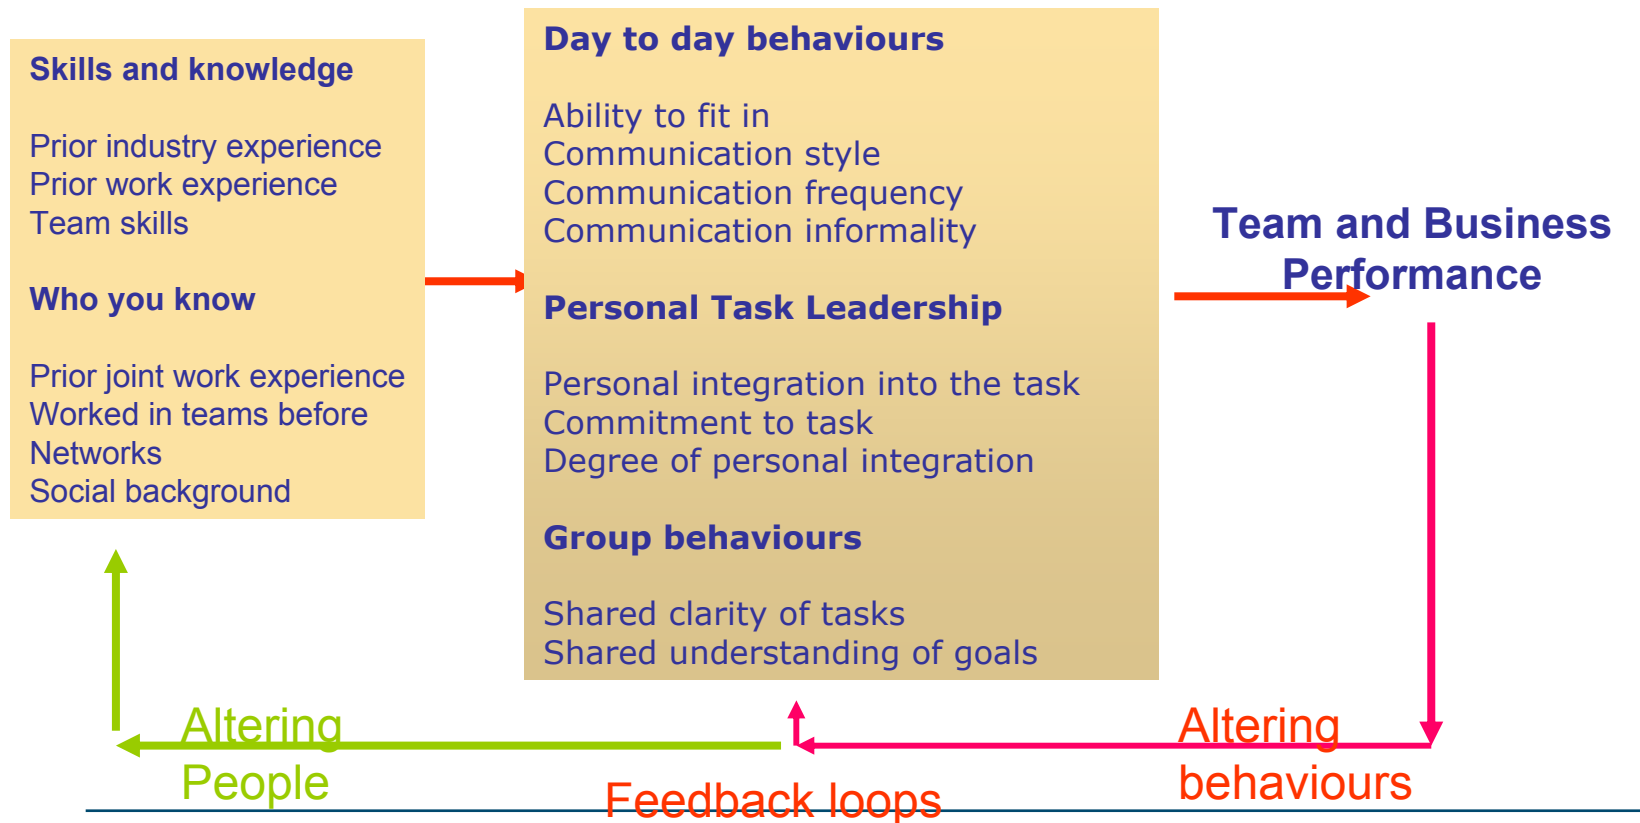 Skills and knowledge
Prior industry experience
Prior work experience
Team skills
Who you know
Prior joint work experience
Worked in teams before
Networks
Social background
Day to day behaviours
Ability to fit in
Communication style
Communication frequency
Communication informality
Personal Task Leadership
Personal integration into the task
Commitment to task
Degree of personal integration
Group behaviours
Shared clarity of tasks
Shared understanding of goals
Team and Business
Performance
Altering
People
Feedback loops
Altering
behaviours